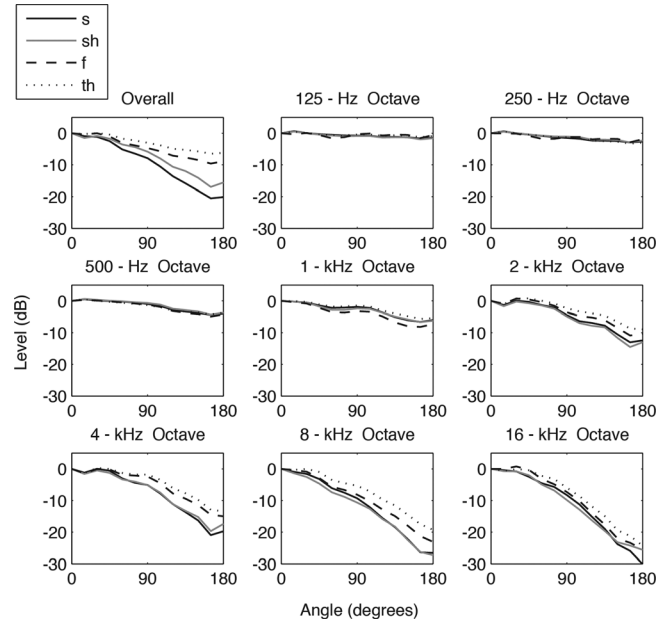 s
sh
f
th
Overall
125 - Hz Octave
250 - Hz Octave
0
-10
-20
-30
0 90 180
0
-10
-20
-30
0 90 180
0
-10
-20
-30
0 90 180
500 - Hz Octave
1 - kHz Octave
2 - kHz Octave
Level (dB)
0
-10
-20
-30
0 90 180
0
-10
-20
-30
0 90 180
0
-10
-20
-30
0 90 180
4 - kHz Octave
8 - kHz Octave
16 - kHz Octave
0
-10
-20
-30
0 90 180
0
-10
-20
-30
0 90 180
0
-10
-20
-30
0 90 180
Angle (degrees)